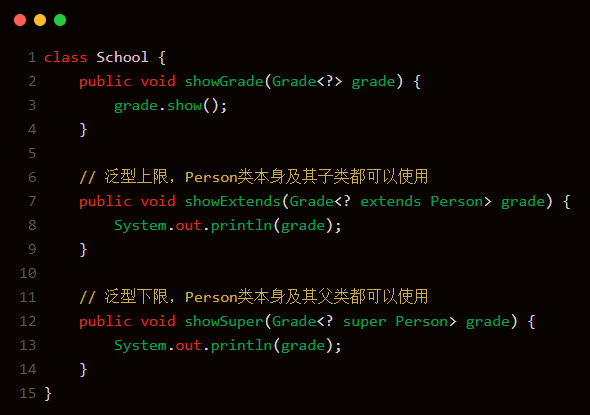 1 class School {
2     public void showGrade(Grade<?> grade) {
3         grade.show();
4     }
5
6     // 泛型上限，Person类本身及其子类都可以使用
7     public void showExtends(Grade<? extends Person> grade) {
8         System.out.println(grade);
9     }
10
11     // 泛型下限，Person类本身及其父类都可以使用
12     public void showSuper(Grade<? super Person> grade) {
13         System.out.println(grade);
14     }
15 }